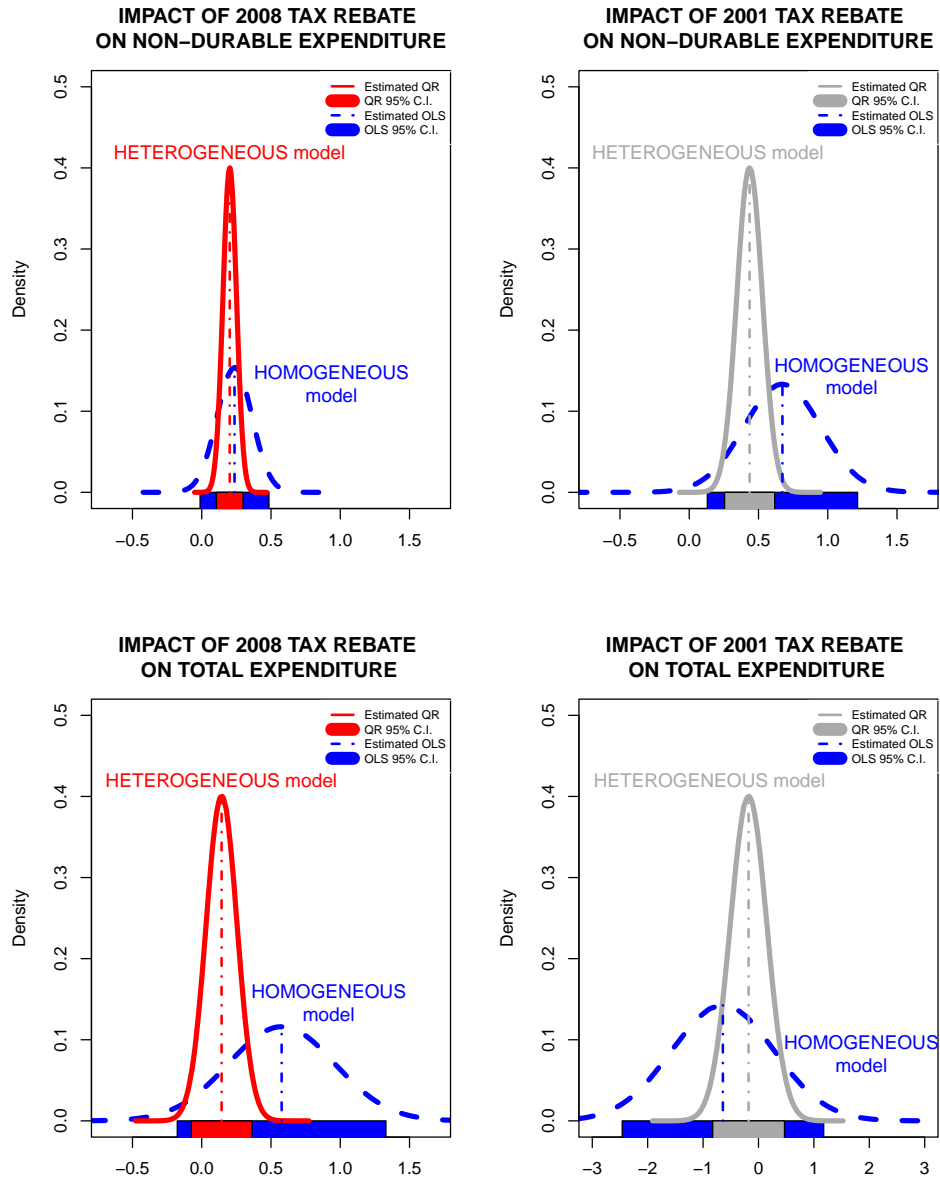 IMPACT OF 2008 TAX REBATE
ON NON−DURABLE EXPENDITURE
Estimated QR
QR 95% C.I.
Estimated OLS
OLS 95% C.I.
HETEROGENEOUS model
HOMOGENEOUS
model
Density
0.5
0.4
0.3
0.2
0.1
0.0
−0.5 0.0 0.5 1.0 1.5
IMPACT OF 2001 TAX REBATE
ON NON−DURABLE EXPENDITURE
Estimated QR
QR 95% C.I.
Estimated OLS
OLS 95% C.I.
HETEROGENEOUS model
HOMOGENEOUS
model
Density
0.5
0.4
0.3
0.2
0.1
0.0
−0.5 0.0 0.5 1.0 1.5
IMPACT OF 2008 TAX REBATE
ON TOTAL EXPENDITURE
Estimated QR
QR 95% C.I.
Estimated OLS
OLS 95% C.I.
HETEROGENEOUS model
HOMOGENEOUS
model
Density
0.5
0.4
0.3
0.2
0.1
0.0
−0.5 0.0 0.5 1.0 1.5
IMPACT OF 2001 TAX REBATE
ON TOTAL EXPENDITURE
Estimated QR
QR 95% C.I.
Estimated OLS
OLS 95% C.I.
HETEROGENEOUS model
HOMOGENEOUS
model
Density
0.5
0.4
0.3
0.2
0.1
0.0
−3 −2 −1 0 1 2 3